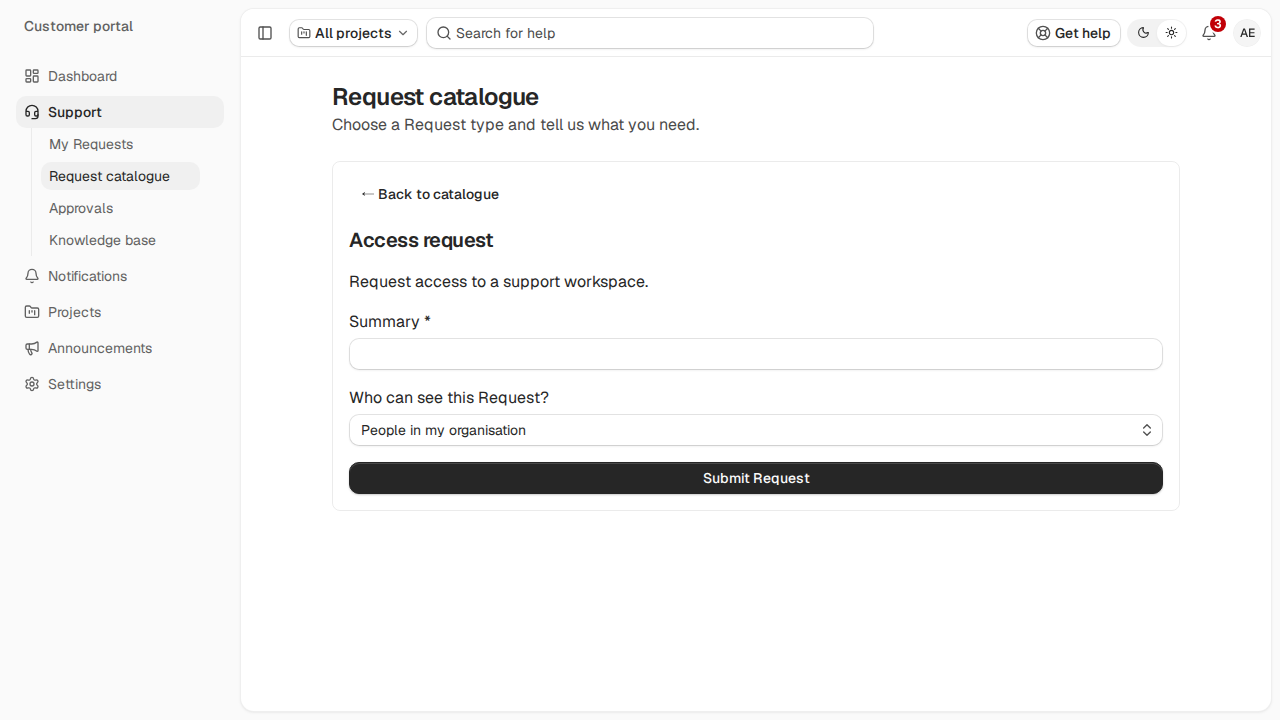 Customer portal
Dashboard
Support
My Requests
Request catalogue
Approvals
Knowledge base
Notifications
Projects
Announcements
Settings
All projects
Search for help
Get help
3
AE
Request catalogue
Choose a Request type and tell us what you need.
← Back to catalogue
Access request
Request access to a support workspace.
Summary *
Who can see this Request?
People in my organisation
Submit Request